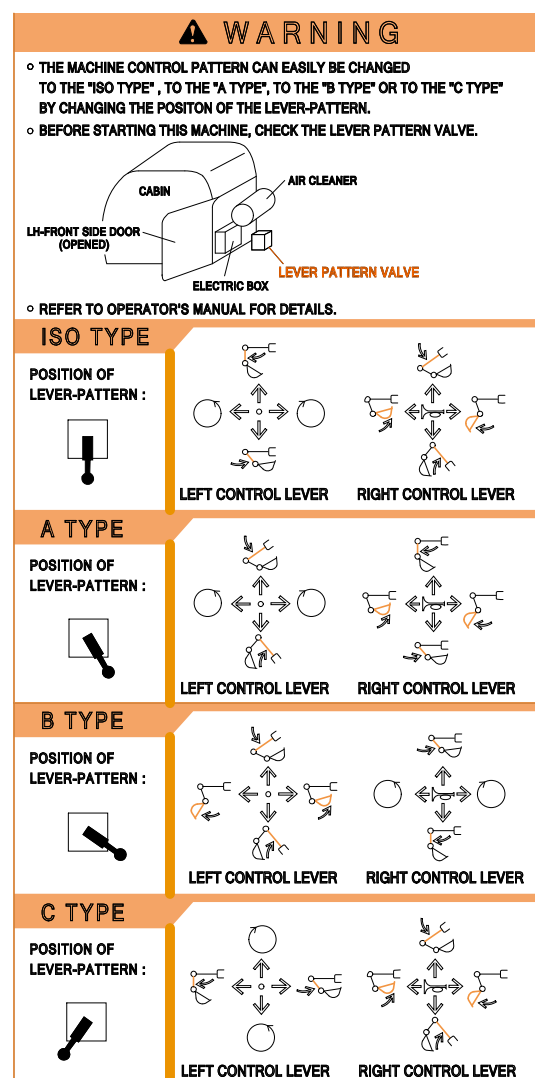 WARNING
THE MACHINE CONTROL PATTERN CAN EASILY BE CHANGED
TO THE "ISO TYPE" , TO THE "A TYPE", TO THE "B TYPE" OR TO THE "C TYPE"
BY CHANGING THE POSITON OF THE LEVER-PATTERN.
BEFORE STARTING THIS MACHINE, CHECK THE LEVER PATTERN VALVE.
CABIN
AIR CLEANER
LH-FRONT SIDE DOOR
(OPENED)
LEVER PATTERN VALVE
ELECTRIC BOX
REFER TO OPERATOR'S MANUAL FOR DETAILS.
ISO TYPE
POSITION OF
LEVER-PATTERN :
LEFT CONTROL LEVER
RIGHT CONTROL LEVER
A TYPE
POSITION OF
LEVER-PATTERN :
LEFT CONTROL LEVER
RIGHT CONTROL LEVER
B TYPE
POSITION OF
LEVER-PATTERN :
LEFT CONTROL LEVER
RIGHT CONTROL LEVER
C TYPE
POSITION OF
LEVER-PATTERN :
LEFT CONTROL LEVER
RIGHT CONTROL LEVER